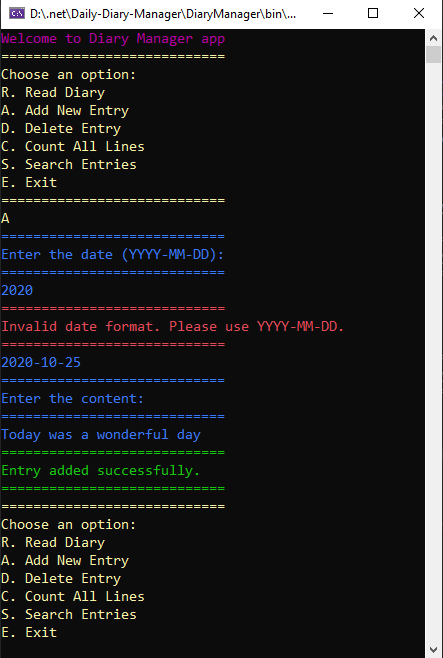 D:\.net\Daily-Diary-Manager\DiaryManager\bin\...
Welcome to Diary Manager app
============================
Choose an option:
R. Read Diary
A. Add New Entry
D. Delete Entry
C. Count All Lines
S. Search Entries
E. Exit
============================
A
============================
Enter the date (YYYY-MM-DD):
============================
2020
============================
Invalid date format. Please use YYYY-MM-DD.
============================
2020-10-25
============================
Enter the content:
============================
Today was a wonderful day
============================
Entry added successfully.
============================
============================
Choose an option:
R. Read Diary
A. Add New Entry
D. Delete Entry
C. Count All Lines
S. Search Entries
E. Exit